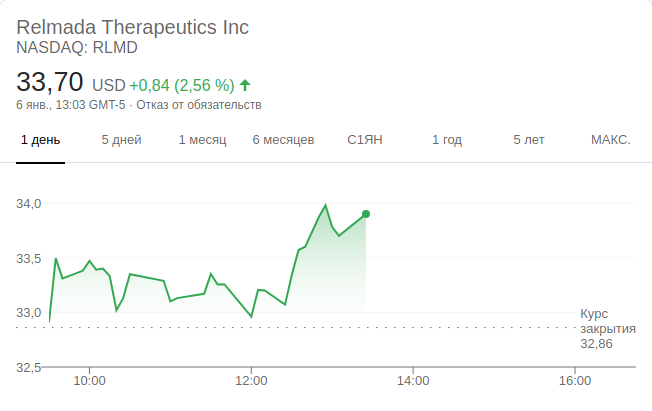 Relmada Therapeutics Inc
NASDAQ: RLMD
33,70 USD +0,84 (2,56 %)
6 янв., 13:03 GMT-5 · Отказ от обязательств
1 день 5 дней 1 месяц 6 месяцев С1ЯН 1 год 5 лет МАКС.
34,0
33,5
33,0
Курс
закрытия
32,86
32,5
10:00 12:00 14:00 16:00